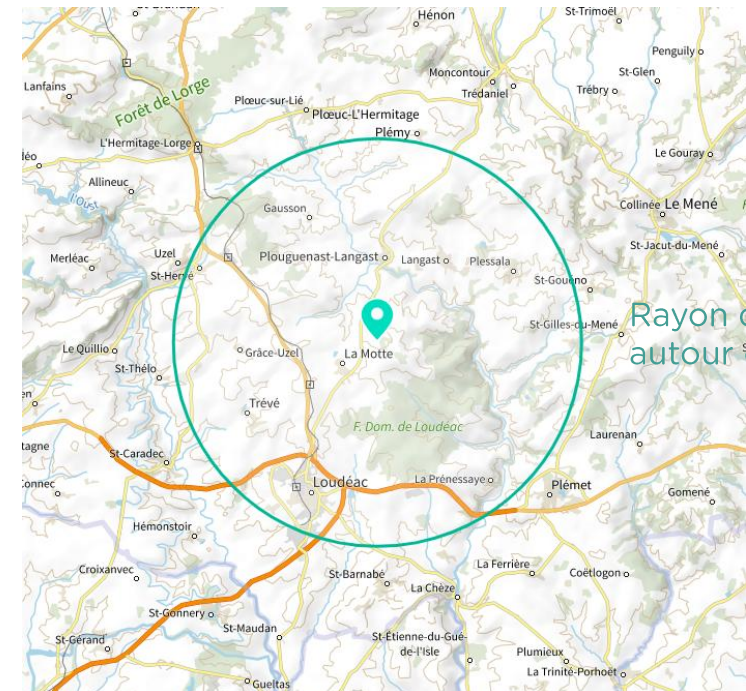 Hénon
St-Trimoël
Penguily
Moncontour
St-Glen
Lanfains
Trédaniel
Trébry
Forêt de Lorge
Plœuc-sur-Lié
Plœuc-L'Hermitage
Plémy
L'Hermitage-Lorge
Le Gouray
Allineuc
l'Oust
Gausson
Collinée
Le Mené
Merléac
Uzel
Plouguenast-Langast
Langast
Plessala
St-Jacut-du-Mené
St-Hervé
St-Gouéno
Rayon
St-Gilles-du-Mené
autour
Le Quillio
Grâce-Uzel
La Motte
St-Thélo
Trévé
F. Dom. de Loudéac
Laurenan
St-Caradec
Loudéac
La Prénessaye
Plémet
Gomené
Hémonstoir
Croixanvec
St-Barnabé
La Ferrière
Coëtlogon
La Chèze
St-Gonnery
St-Maudan
St-Gérand
St-Étienne-du-Gué-
de-l'Isle
Plumieux
La Trinité-Porhoët
Gueltas